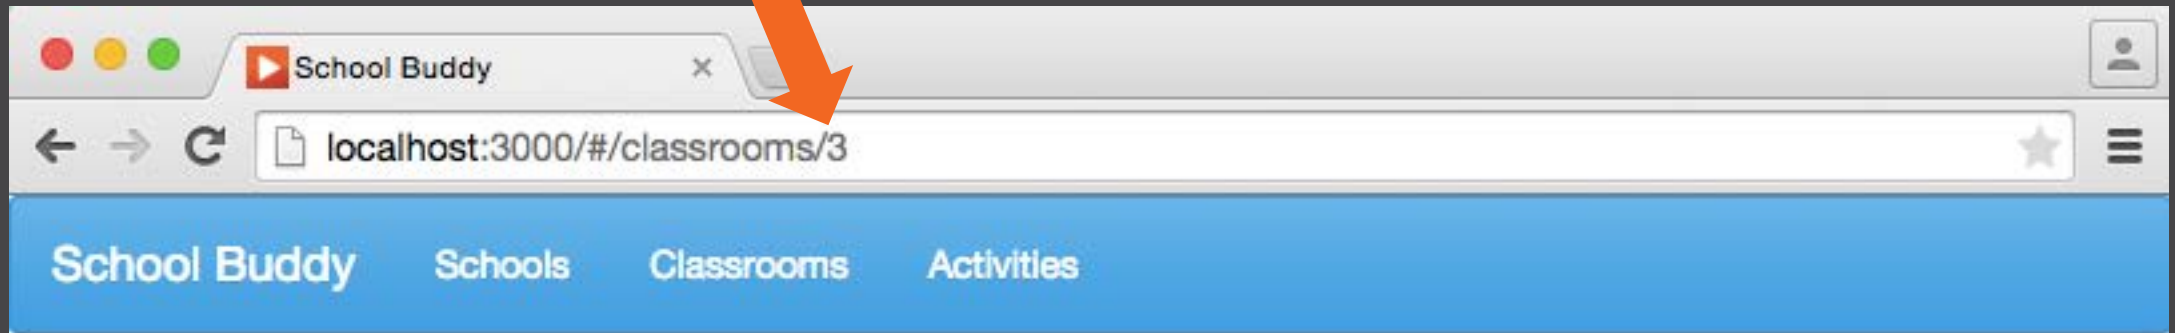 School Buddy
localhost:3000/#/classrooms/3
School Buddy Schools Classrooms Activities